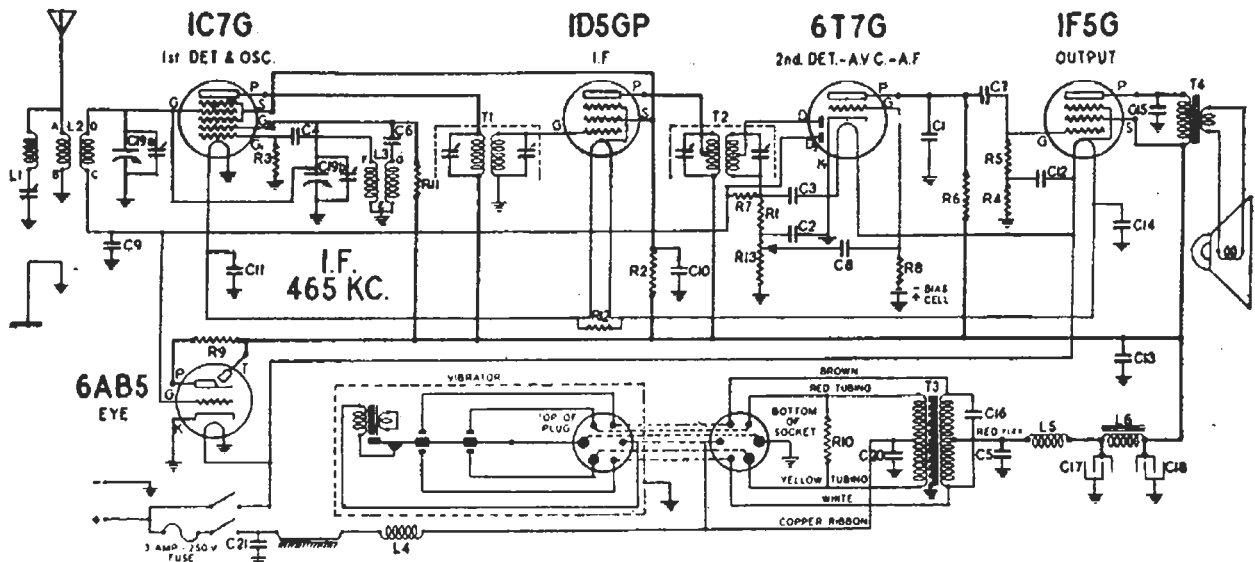 1C7G
1st DET & OSC.
1D5GP
I.F
6T7G
2nd. DET.-A.V.C.-A.F
1F5G
OUTPUT
P
S
G
G
G
P
S
G
D
D
K
P
G
P
S
G
T4
C15
L1
A
L2
D
B
C
C19a
R3
C4
C19b
F
L3
C6
R11
T1
T2
R7
C3
R1
C2
R13
C8
R8
- BIAS
+ CELL
C1
C7
R6
R5
R4
C12
C14
C9
C11
I.F.
465 KC.
R2
C10
R12
R9
C13
6AB5
EYE
P
G
K
T
VIBRATOR
TOP OF
PLUG
BOTTOM
OF
SOCKET
BROWN
RED TUBING
R10
YELLOW TUBING
WHITE
COPPER RIBBON
T3
C20
C16
RED FLEX
C5
L5
L6
C17
C18
-
+
3 AMP - 250 V
FUSE
C21
L4